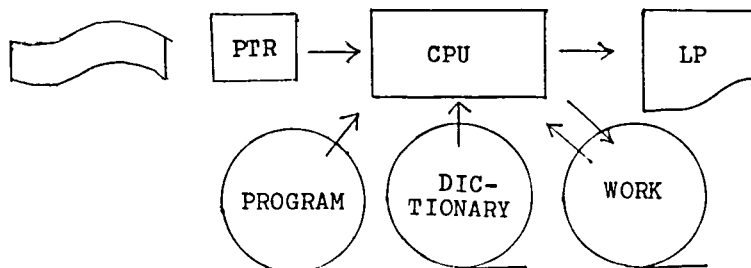 PTR
CPU
LP
PROGRAM
DIC-
TIONARY
WORK